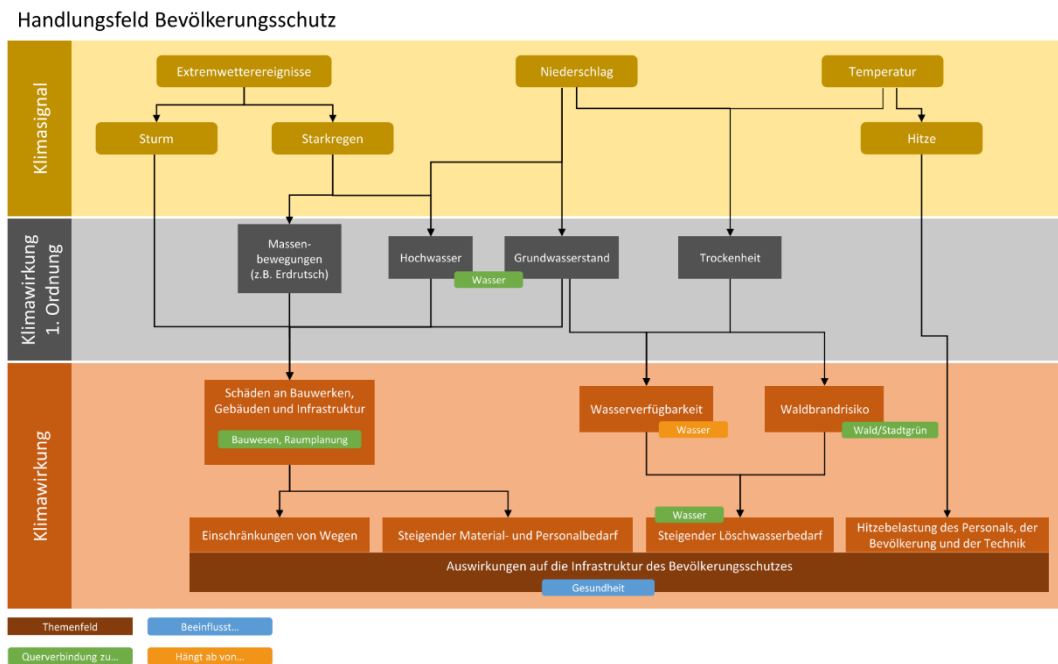 Handlungsfeld Bevölkerungsschutz
Klimasignal
Extremwetterereignisse
Niederschlag
Temperatur
Sturm
Starkregen
Hitze
Klimawirkung
1. Ordnung
Massen-
bewegungen
(z.B. Erdrutsch)
Hochwasser
Grundwasserstand
Trockenheit
Wasser
Klimawirkung
Schäden an Bauwerken,
Gebäuden und Infrastruktur
Bauwesen, Raumplanung
Wasserverfügbarkeit
Wasser
Waldbrandrisiko
Wald/Stadtgrün
Einschränkungen von Wegen
Steigender Material- und Personalbedarf
Wasser
Steigender Löschwasserbedarf
Hitzebelastung des Personals, der
Bevölkerung und der Technik
Auswirkungen auf die Infrastruktur des Bevölkerungsschutzes
Gesundheit
Themenfeld
Beeinflusst...
Querverbindung zu...
Hängt ab von...